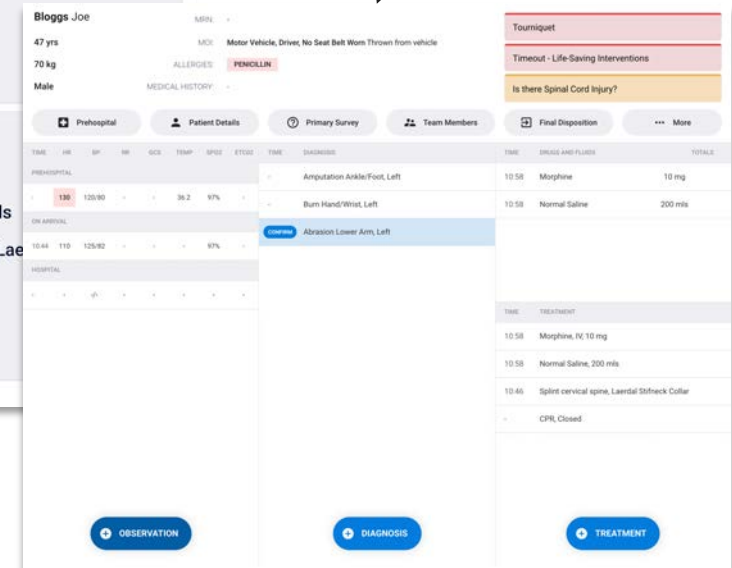 Bloggs Joe
47 yrs
70 kg
Male
MRN: -
MOI: Motor Vehicle, Driver, No Seat Belt Worn Thrown from vehicle
ALLERGIES: PENICILLIN
MEDICAL HISTORY: -
Tourniquet
Timeout - Life-Saving Interventions
Is there Spinal Cord Injury?
Prehospital Patient Details Primary Survey Team Members Final Disposition More
TIME HR BP RR GCS TEMP SPO2 ETCO2
PREHOSPITAL
- 130 120/80 - - 36.2 97% -
ON ARRIVAL
10:44 110 125/82 - - - 97% -
HOSPITAL
- - -/- - - - - -
TIME DIAGNOSIS
- Amputation Ankle/Foot, Left
- Burn Hand/Wrist, Left
CONFIRM Abrasion Lower Arm, Left
TIME DRUGS AND FLUIDS TOTALS
10:58 Morphine 10 mg
10:58 Normal Saline 200 mls
TIME TREATMENT
10:58 Morphine, IV, 10 mg
10:58 Normal Saline, 200 mls
10:46 Splint cervical spine, Laerdal Stifneck Collar
- CPR, Closed
OBSERVATION
DIAGNOSIS
TREATMENT